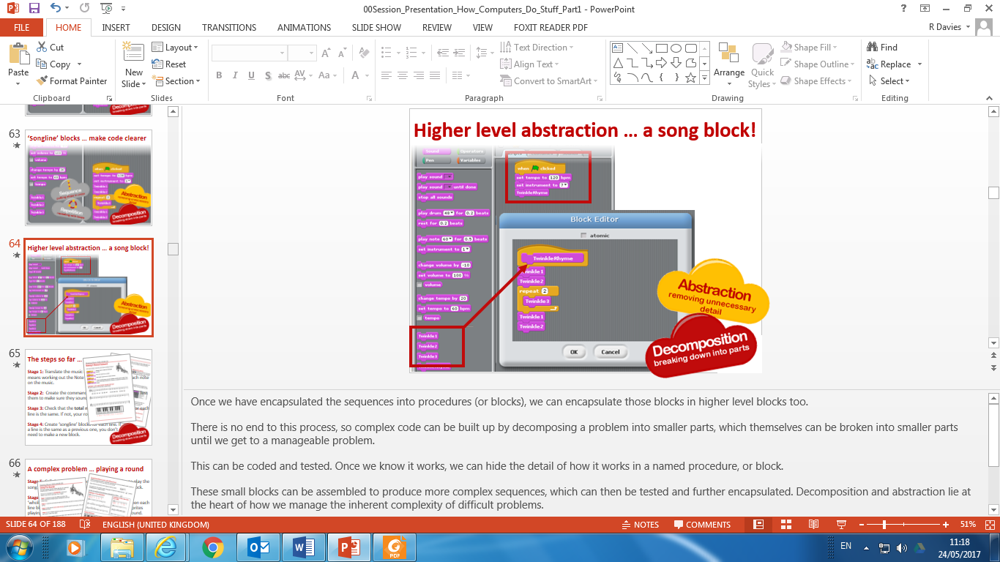 00Session_Presentation_How_Computers_Do_Stuff_Part1 - PowerPoint
FILE HOME INSERT DESIGN TRANSITIONS ANIMATIONS SLIDE SHOW REVIEW VIEW FOXIT READER PDF
R Davies
Paste
Cut
Copy
Format Painter
Clipboard
New
Slide
Layout
Reset
Section
Slides
Font
Text Direction
Align Text
Convert to SmartArt
Paragraph
Arrange
Quick
Styles
Shape Fill
Shape Outline
Shape Effects
Drawing
Find
Replace
Select
Editing
63
'Songline' blocks ... make code clearer
Sequence
Repetition
Abstraction
Decomposition
breaking down into parts
64
Higher level abstraction ... a song block!
Abstraction
Decomposition
breaking down into parts
65
The steps so far ...
Stage 1: Translate the music
means working out the Note
on the music.
Stage 2: Create the command
them to make sure they soun
Stage 3: Check that the total n
line is the same. If not, your ro
Stage 4: Create 'songline' blocks for each line. If
a line is the same as a previous one, you don't
need to make a new block.
Decomposition
breaking down into parts
66
A complex problem ... playing a round
Higher level abstraction ... a song block!
Sound
Operators
Pen
Variables
play sound
play sound until done
stop all sounds
play drum 48 for 0.2 beats
rest for 0.2 beats
play note 60 for 0.5 beats
set instrument to 1
change volume by -10
set volume to 100 %
volume
change tempo by 20
set tempo to 60 bpm
tempo
Twinkle1
Twinkle2
Twinkle3
when clicked
set tempo to 120 bpm
set instrument to 7
TwinkleRhyme
Block Editor
atomic
TwinkleRhyme
Twinkle1
Twinkle2
repeat 2
Twinkle3
Twinkle1
Twinkle2
OK Cancel
Abstraction
removing unnecessary
detail
Decomposition
breaking down into parts
Once we have encapsulated the sequences into procedures (or blocks), we can encapsulate those blocks in higher level blocks too.
There is no end to this process, so complex code can be built up by decomposing a problem into smaller parts, which themselves can be broken into smaller parts
until we get to a manageable problem.
This can be coded and tested. Once we know it works, we can hide the detail of how it works in a named procedure, or block.
These small blocks can be assembled to produce more complex sequences, which can then be tested and further encapsulated. Decomposition and abstraction lie at
the heart of how we manage the inherent complexity of difficult problems.
SLIDE 64 OF 188 ENGLISH (UNITED KINGDOM) NOTES COMMENTS 51%
EN
11:18
24/05/2017